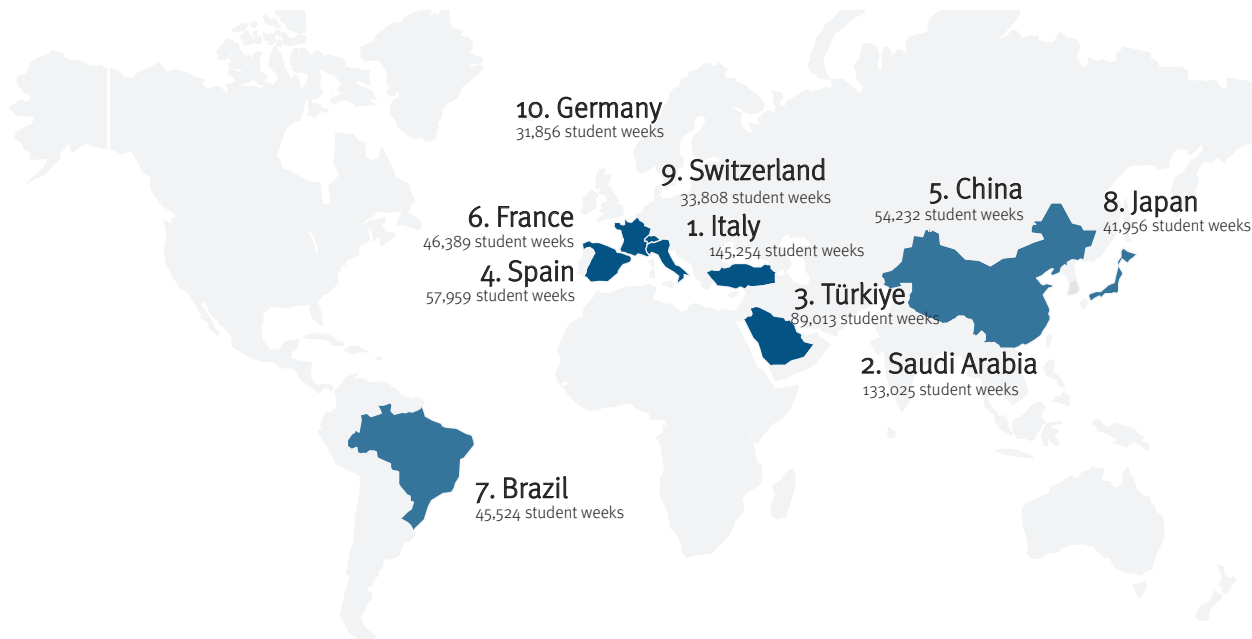 10. Germany
31,856 student weeks
9. Switzerland
33,808 student weeks
5. China
54,232 student weeks
8. Japan
41,956 student weeks
6. France
46,389 student weeks
1. Italy
145,254 student weeks
4. Spain
57,959 student weeks
3. Türkiye
89,013 student weeks
2. Saudi Arabia
133,025 student weeks
7. Brazil
45,524 student weeks